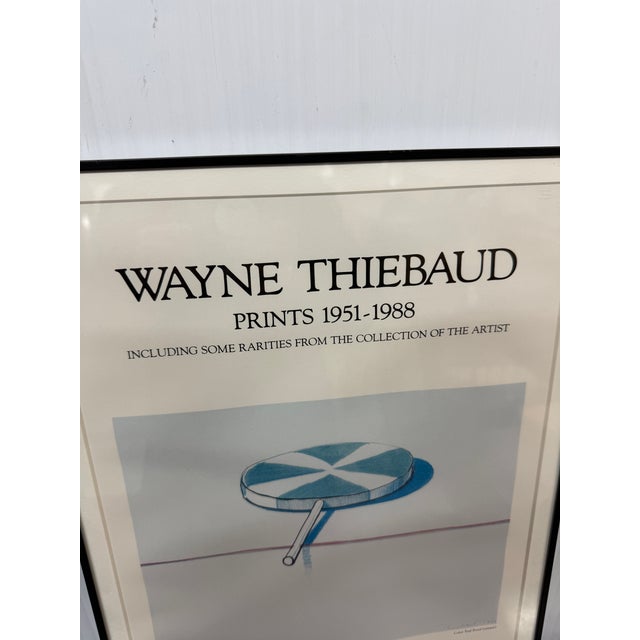 WAYNE THIEBAUD
PRINTS 1951-1988
INCLUDING SOME RARITIES FROM THE COLLECTION OF THE ARTIST